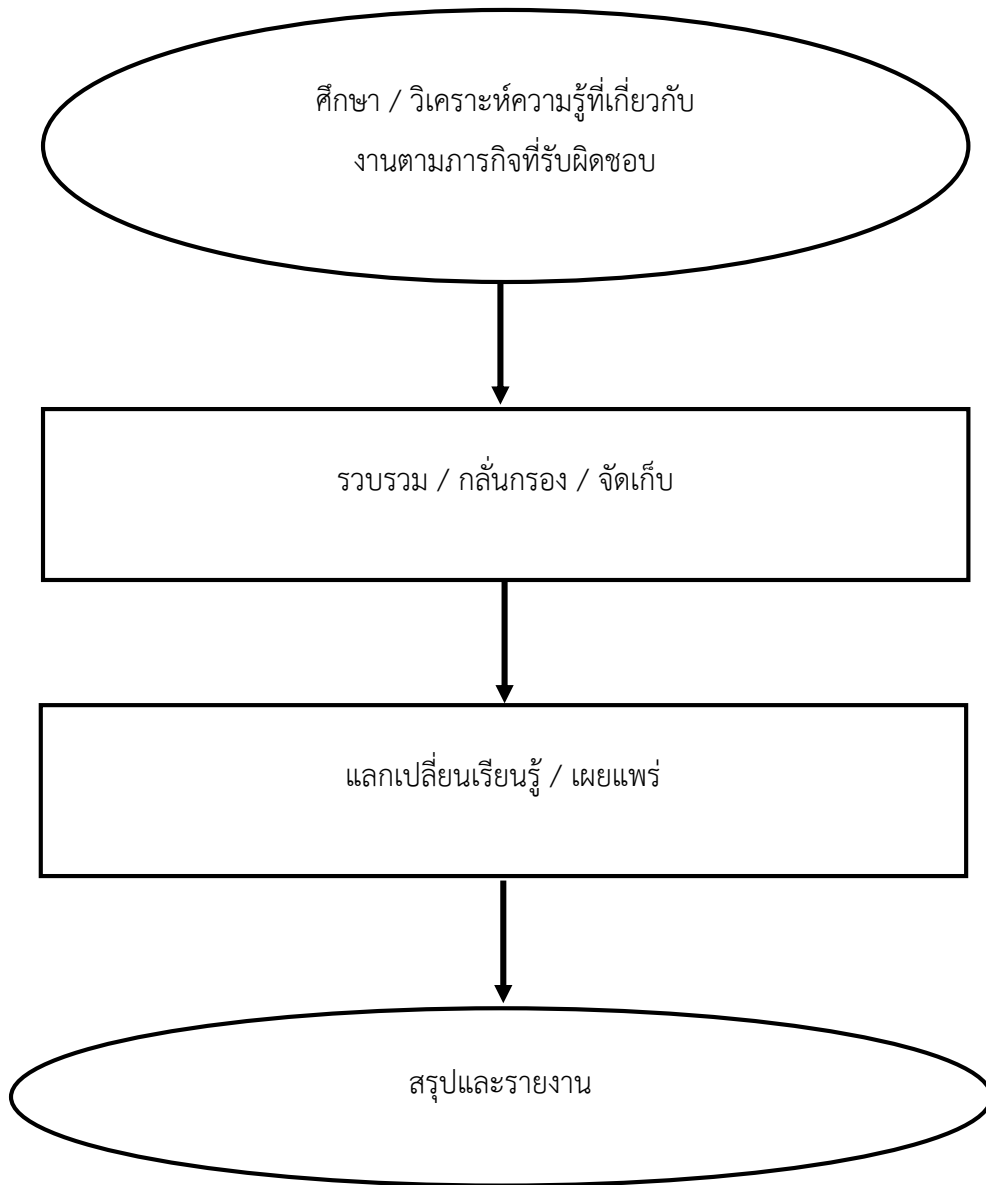 ศึกษา / วิเคราะห์ความรู้ที่เกี่ยวกับ
งานตามภารกิจที่รับผิดชอบ
รวบรวม / กลั่นกรอง / จัดเก็บ
แลกเปลี่ยนเรียนรู้ / เผยแพร่
สรุปและรายงาน